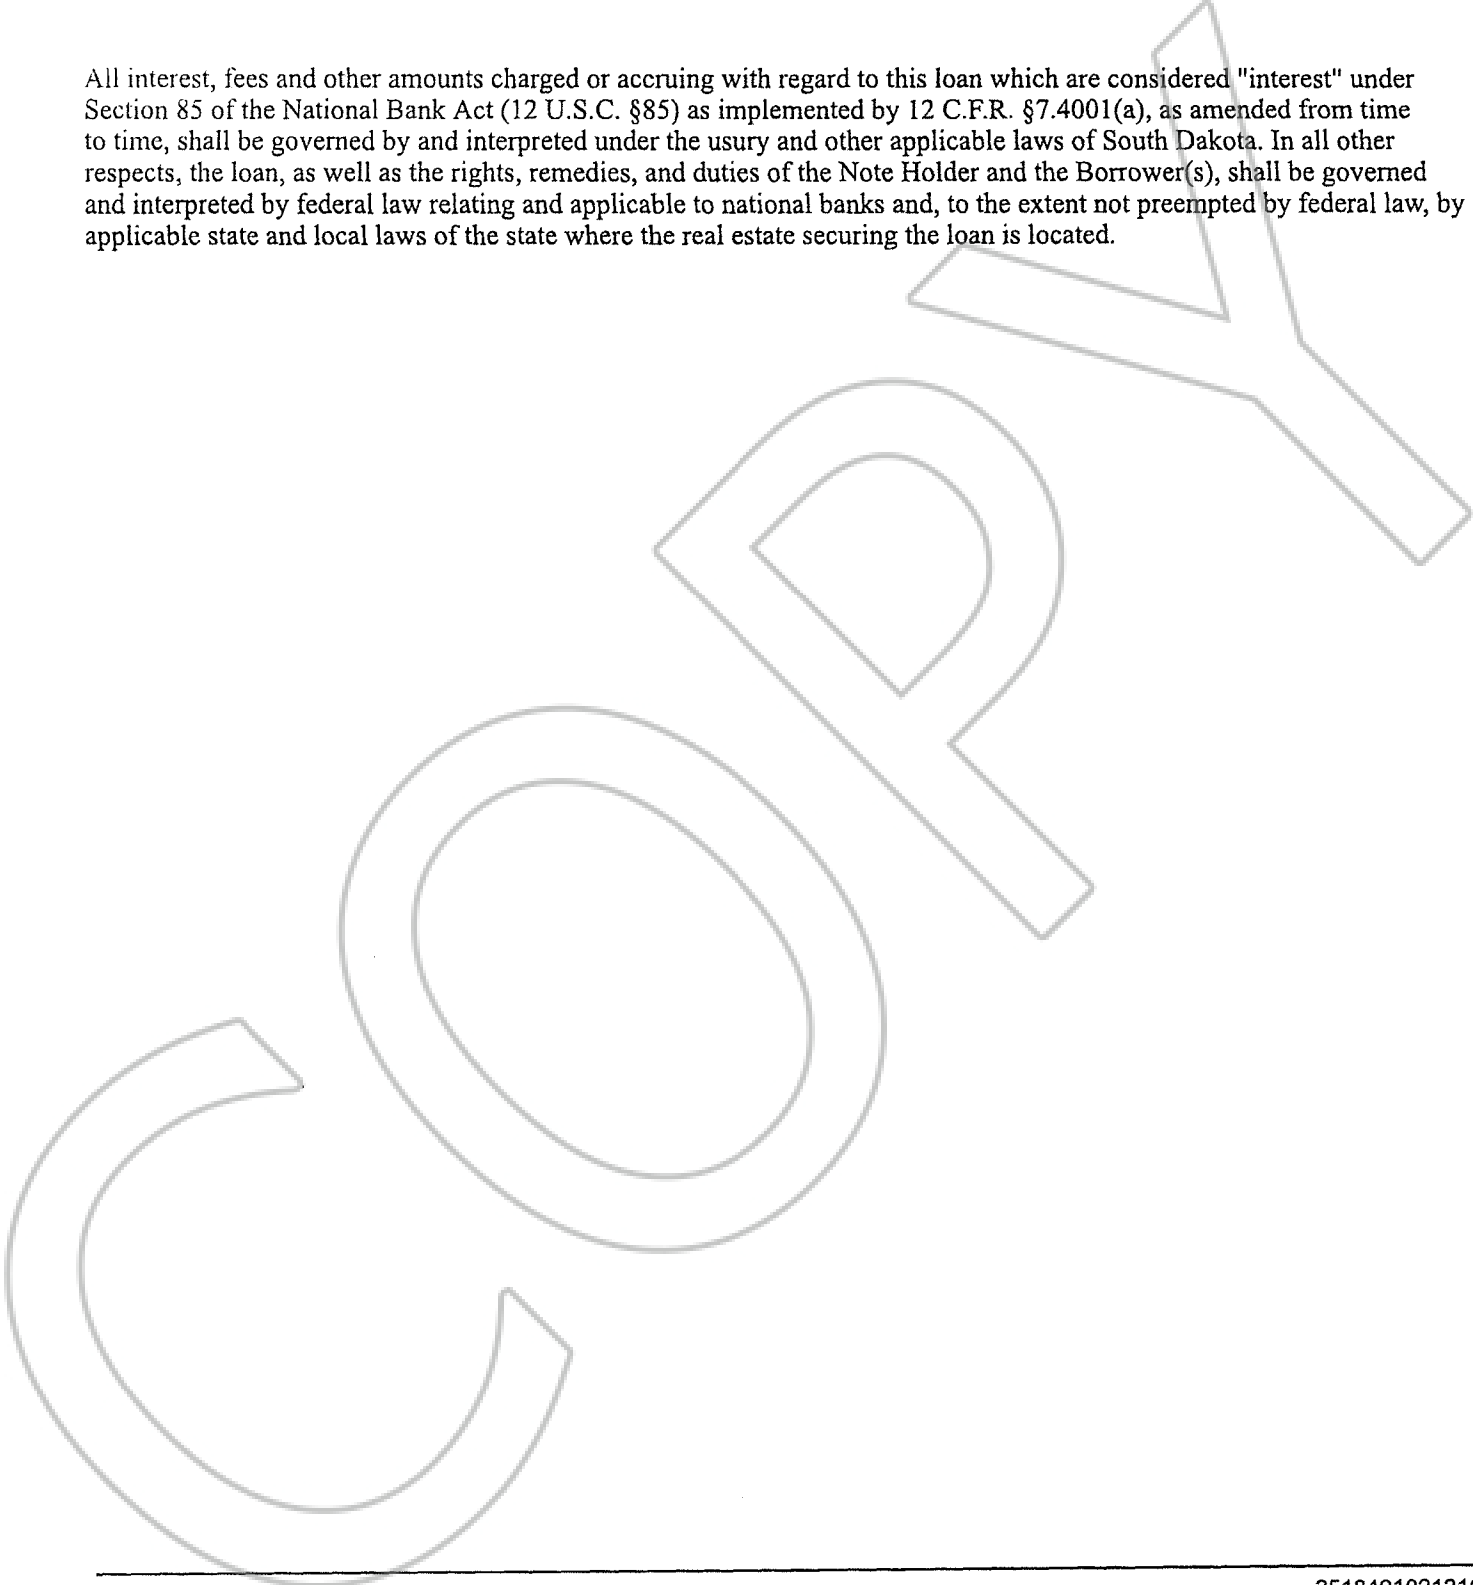 All interest, fees and other amounts charged or accruing with regard to this loan which are considered "interest" under
Section 85 of the National Bank Act (12 U.S.C. §85) as implemented by 12 C.F.R. §7.4001(a), as amended from time
to time, shall be governed by and interpreted under the usury and other applicable laws of South Dakota. In all other
respects, the loan, as well as the rights, remedies, and duties of the Note Holder and the Borrower(s), shall be governed
and interpreted by federal law relating and applicable to national banks and, to the extent not preempted by federal law, by
applicable state and local laws of the state where the real estate securing the loan is located.
COPY